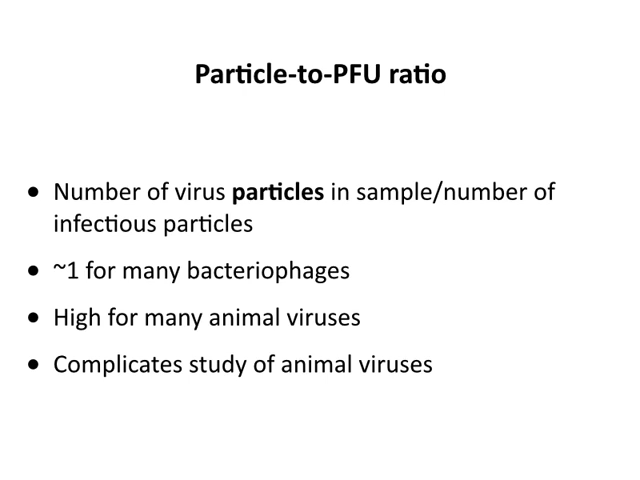 Particle-to-PFU ratio
• Number of virus particles in sample/number of
infectious particles
• ~1 for many bacteriophages
• High for many animal viruses
• Complicates study of animal viruses